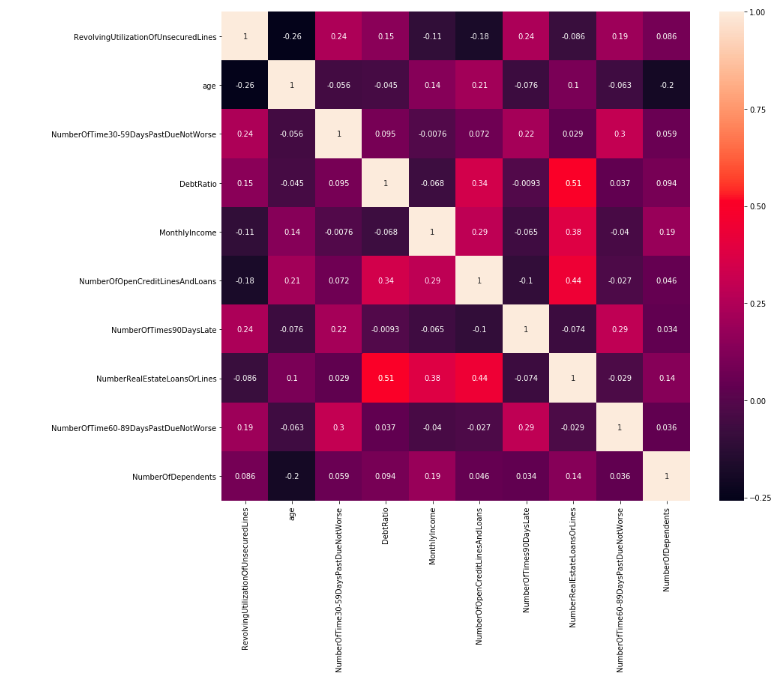 RevolvingUtilizationOfUnsecuredLines 1 -0.26 0.24 0.15 -0.11 -0.18 0.24 -0.086 0.19 0.086
age -0.26 1 -0.056 -0.045 0.14 0.21 -0.076 0.1 -0.063 -0.2
NumberOfTime30-59DaysPastDueNotWorse 0.24 -0.056 1 0.095 -0.0076 0.072 0.22 0.029 0.3 0.059
DebtRatio 0.15 -0.045 0.095 1 -0.068 0.34 -0.0093 0.51 0.037 0.094
MonthlyIncome -0.11 0.14 -0.0076 -0.068 1 0.29 -0.065 0.38 -0.04 0.19
NumberOfOpenCreditLinesAndLoans -0.18 0.21 0.072 0.34 0.29 1 -0.1 0.44 -0.027 0.046
NumberOfTimes90DaysLate 0.24 -0.076 0.22 -0.0093 -0.065 -0.1 1 -0.074 0.29 0.034
NumberRealEstateLoansOrLines -0.086 0.1 0.029 0.51 0.38 0.44 -0.074 1 -0.029 0.14
NumberOfTime60-89DaysPastDueNotWorse 0.19 -0.063 0.3 0.037 -0.04 -0.027 0.29 -0.029 1 0.036
NumberOfDependents 0.086 -0.2 0.059 0.094 0.19 0.046 0.034 0.14 0.036 1
RevolvingUtilizationOfUnsecuredLines
age
NumberOfTime30-59DaysPastDueNotWorse
DebtRatio
MonthlyIncome
NumberOfOpenCreditLinesAndLoans
NumberOfTimes90DaysLate
NumberRealEstateLoansOrLines
NumberOfTime60-89DaysPastDueNotWorse
NumberOfDependents
1.00
0.75
0.50
0.25
0.00
−0.25